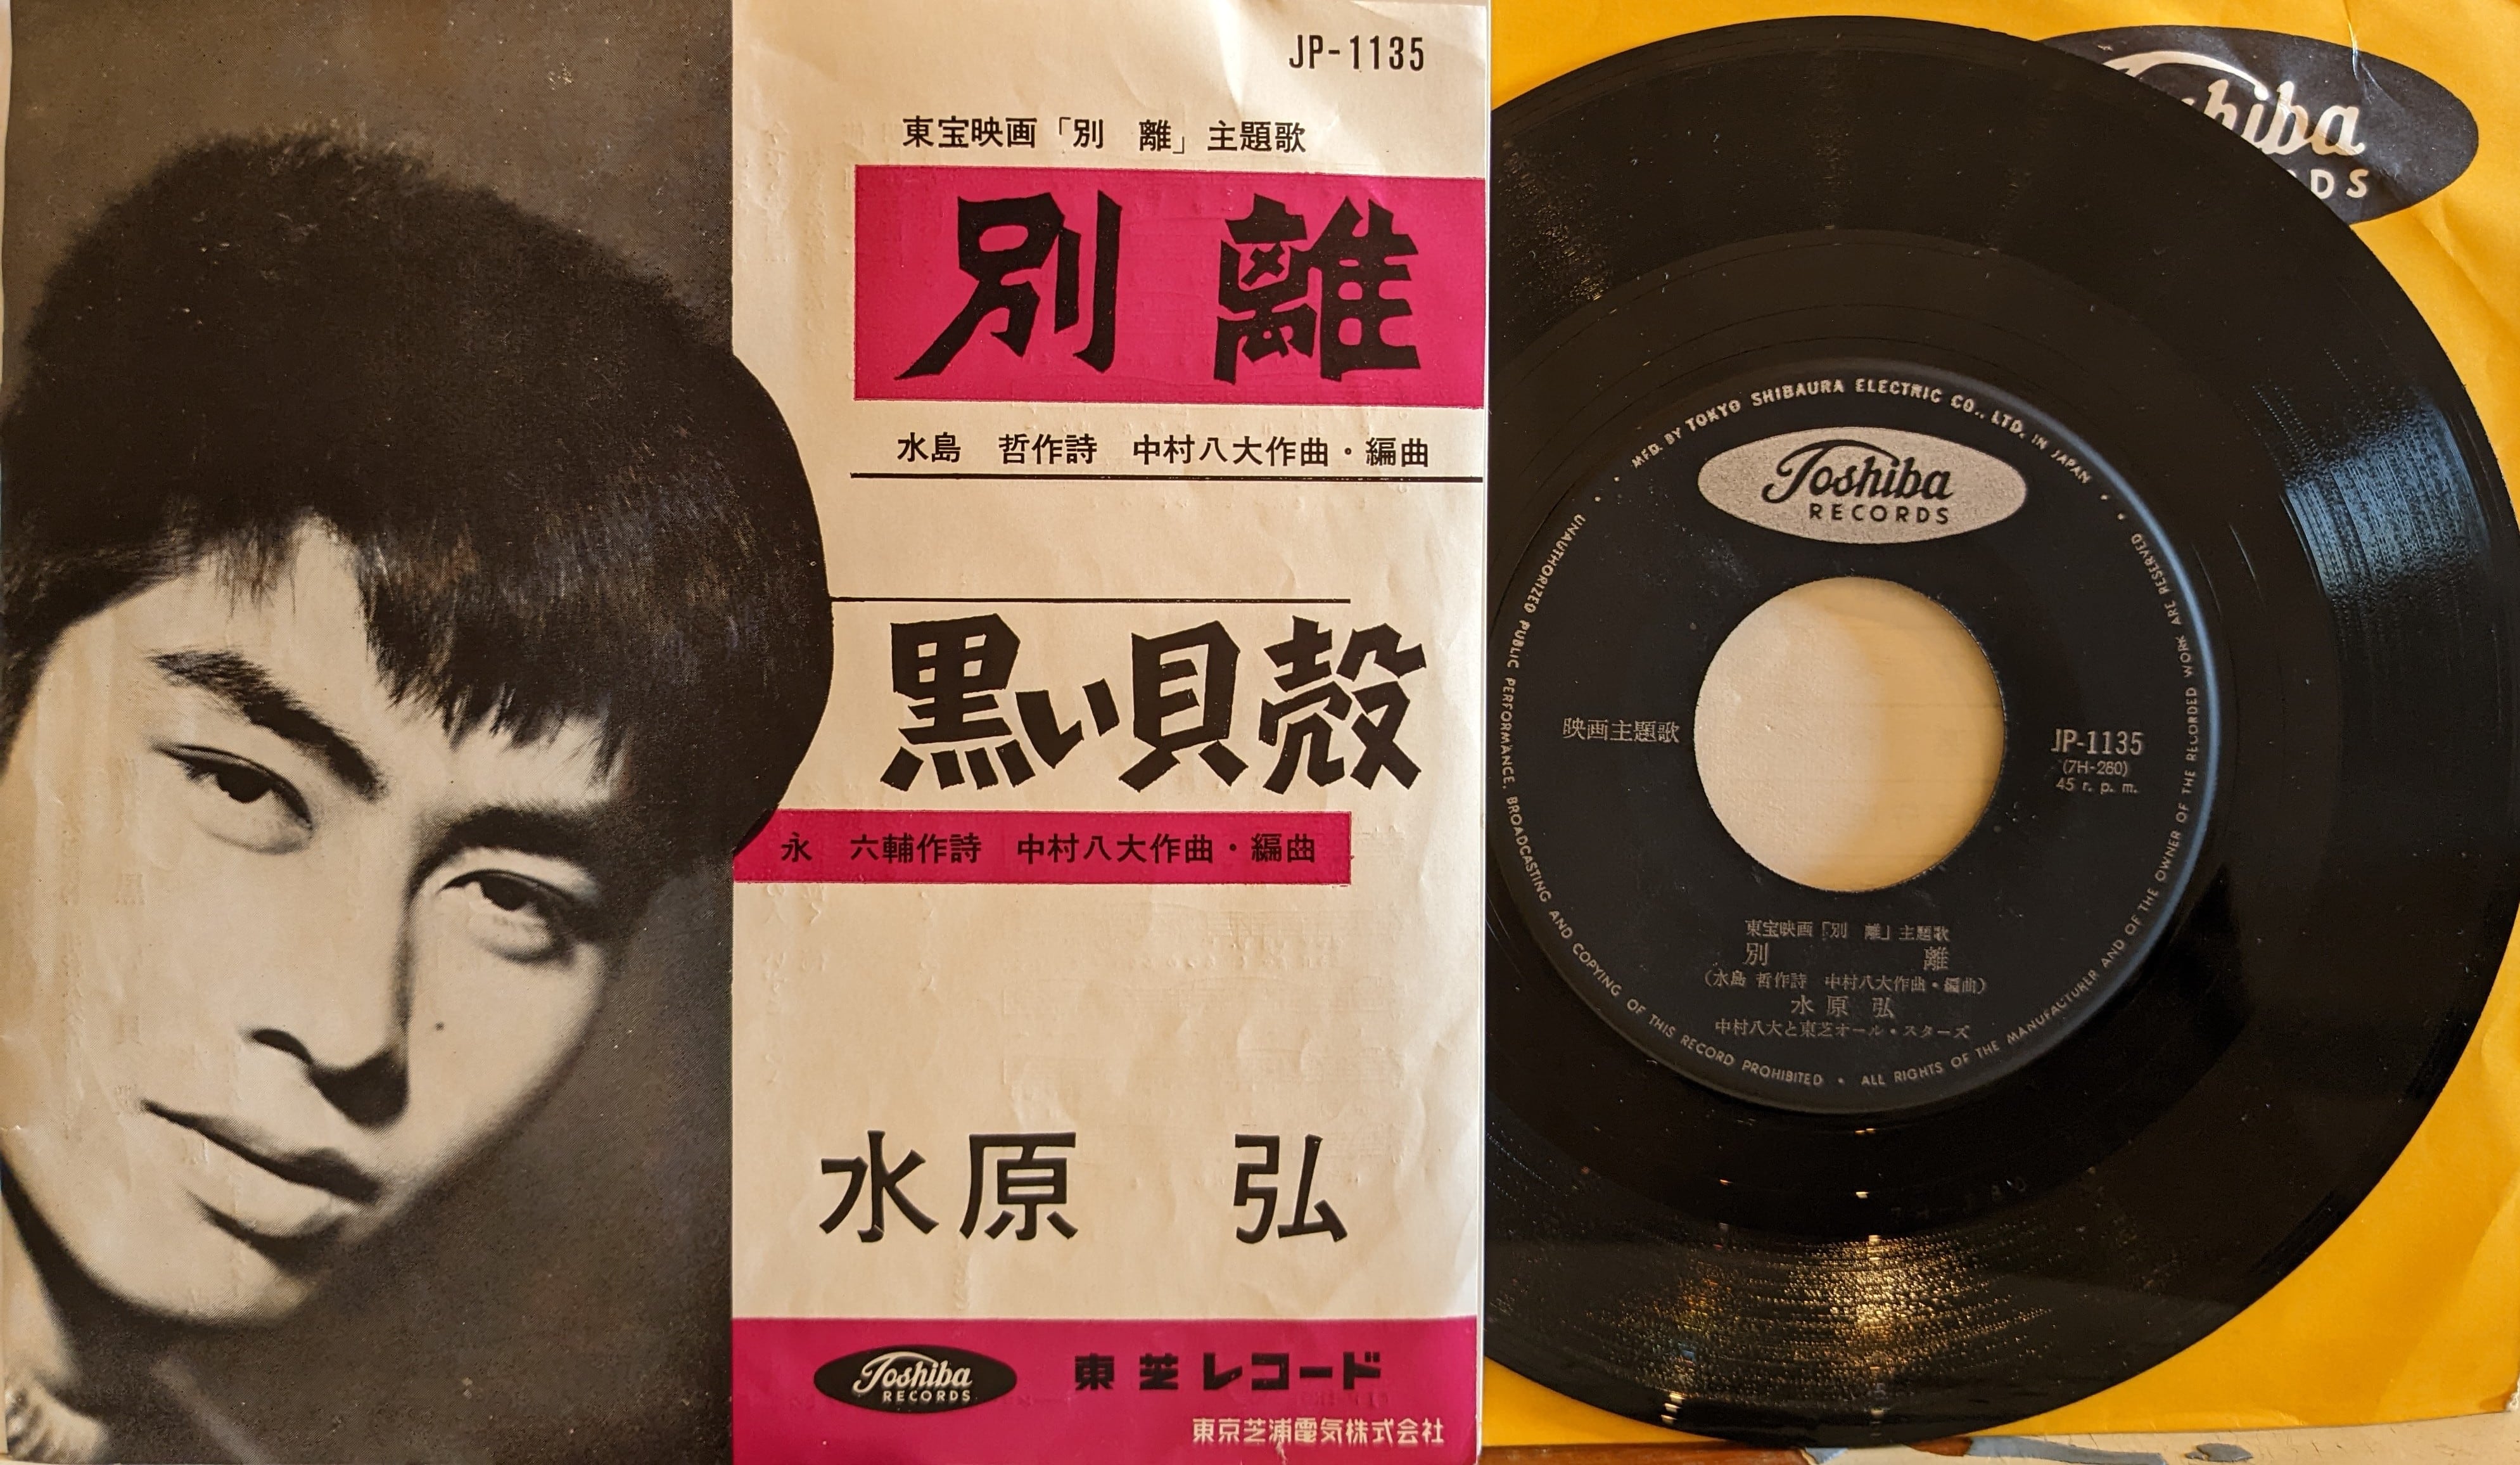 JP-1135
東宝映画「別 離」主題歌
別 離
水島 哲作詩 中村八大作曲・編曲
黒い貝殻
永 六輔作詩 中村八大作曲・編曲
水原 弘
Toshiba
RECORDS
東芝レコード
東京芝浦電気株式会社
MFD. BY TOKYO SHIBAURA ELECTRIC CO., LTD. IN JAPAN
Toshiba
RECORDS
映画主題歌
JP-1135
(7H-280)
45 r. p. m.
東宝映画「別 離」主題歌
別 離
(水島 哲作詩 中村八大作曲・編曲)
水原 弘
中村八大と東芝オール・スターズ
UNAUTHORIZED PUBLIC PERFORMANCE, BROADCASTING AND COPYING OF THIS RECORD PROHIBITED • ALL RIGHTS OF THE MANUFACTURER AND OF THE OWNER OF THE RECORDED WORK ARE RESERVED